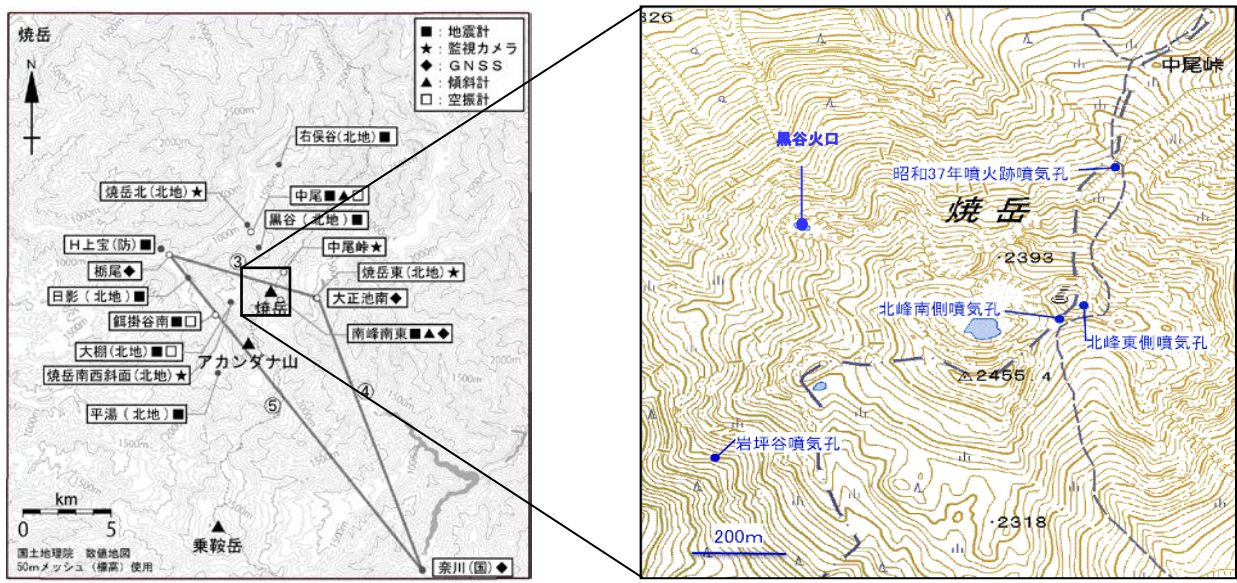 焼岳
■：地震計
★：監視カメラ
◆：ＧＮＳＳ
▲：傾斜計
□：空振計
N
2500m
2000m
右俣谷(北地)■
焼岳北(北地)★
中尾■▲□
黒谷(北地)■
Ｈ上宝(防)■
中尾峠★
③
栃尾◆
焼岳東(北地)★
日影(北地)■
焼岳
大正池南◆
餌掛谷南■□
南峰南東■▲◆
大棚(北地)■□
アカンダナ山
焼岳南西斜面(北地)★
平湯(北地)■
⑤
④
1500m
1000m
km
0 5
乗鞍岳
国土地理院　数値地図
50mメッシュ(標高)使用
奈川(国)◆
826
中尾峠
黒谷火口
昭和37年噴火跡噴気孔
焼岳
・2393
北峰南側噴気孔
北峰東側噴気孔
△2455.4
岩坪谷噴気孔
・2318
200m